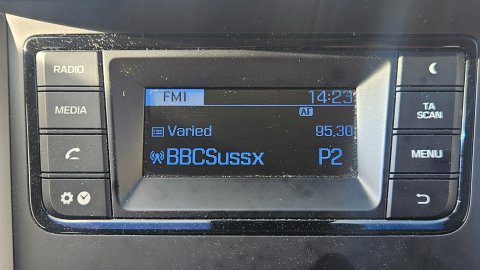 RADIO
MEDIA
FM1 14:23
AF
Varied 95,30
BBCSussx P2
TA
SCAN
MENU